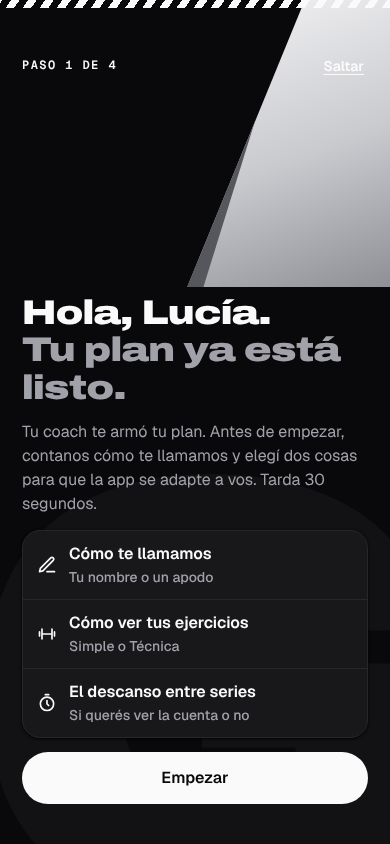 PASO 1 DE 4
Saltar
Hola, Lucía.
Tu plan ya está
listo.
Tu coach te armó tu plan. Antes de empezar,
contanos cómo te llamamos y elegí dos cosas
para que la app se adapte a vos. Tarda 30
segundos.
Cómo te llamamos
Tu nombre o un apodo
Cómo ver tus ejercicios
Simple o Técnica
El descanso entre series
Si querés ver la cuenta o no
Empezar